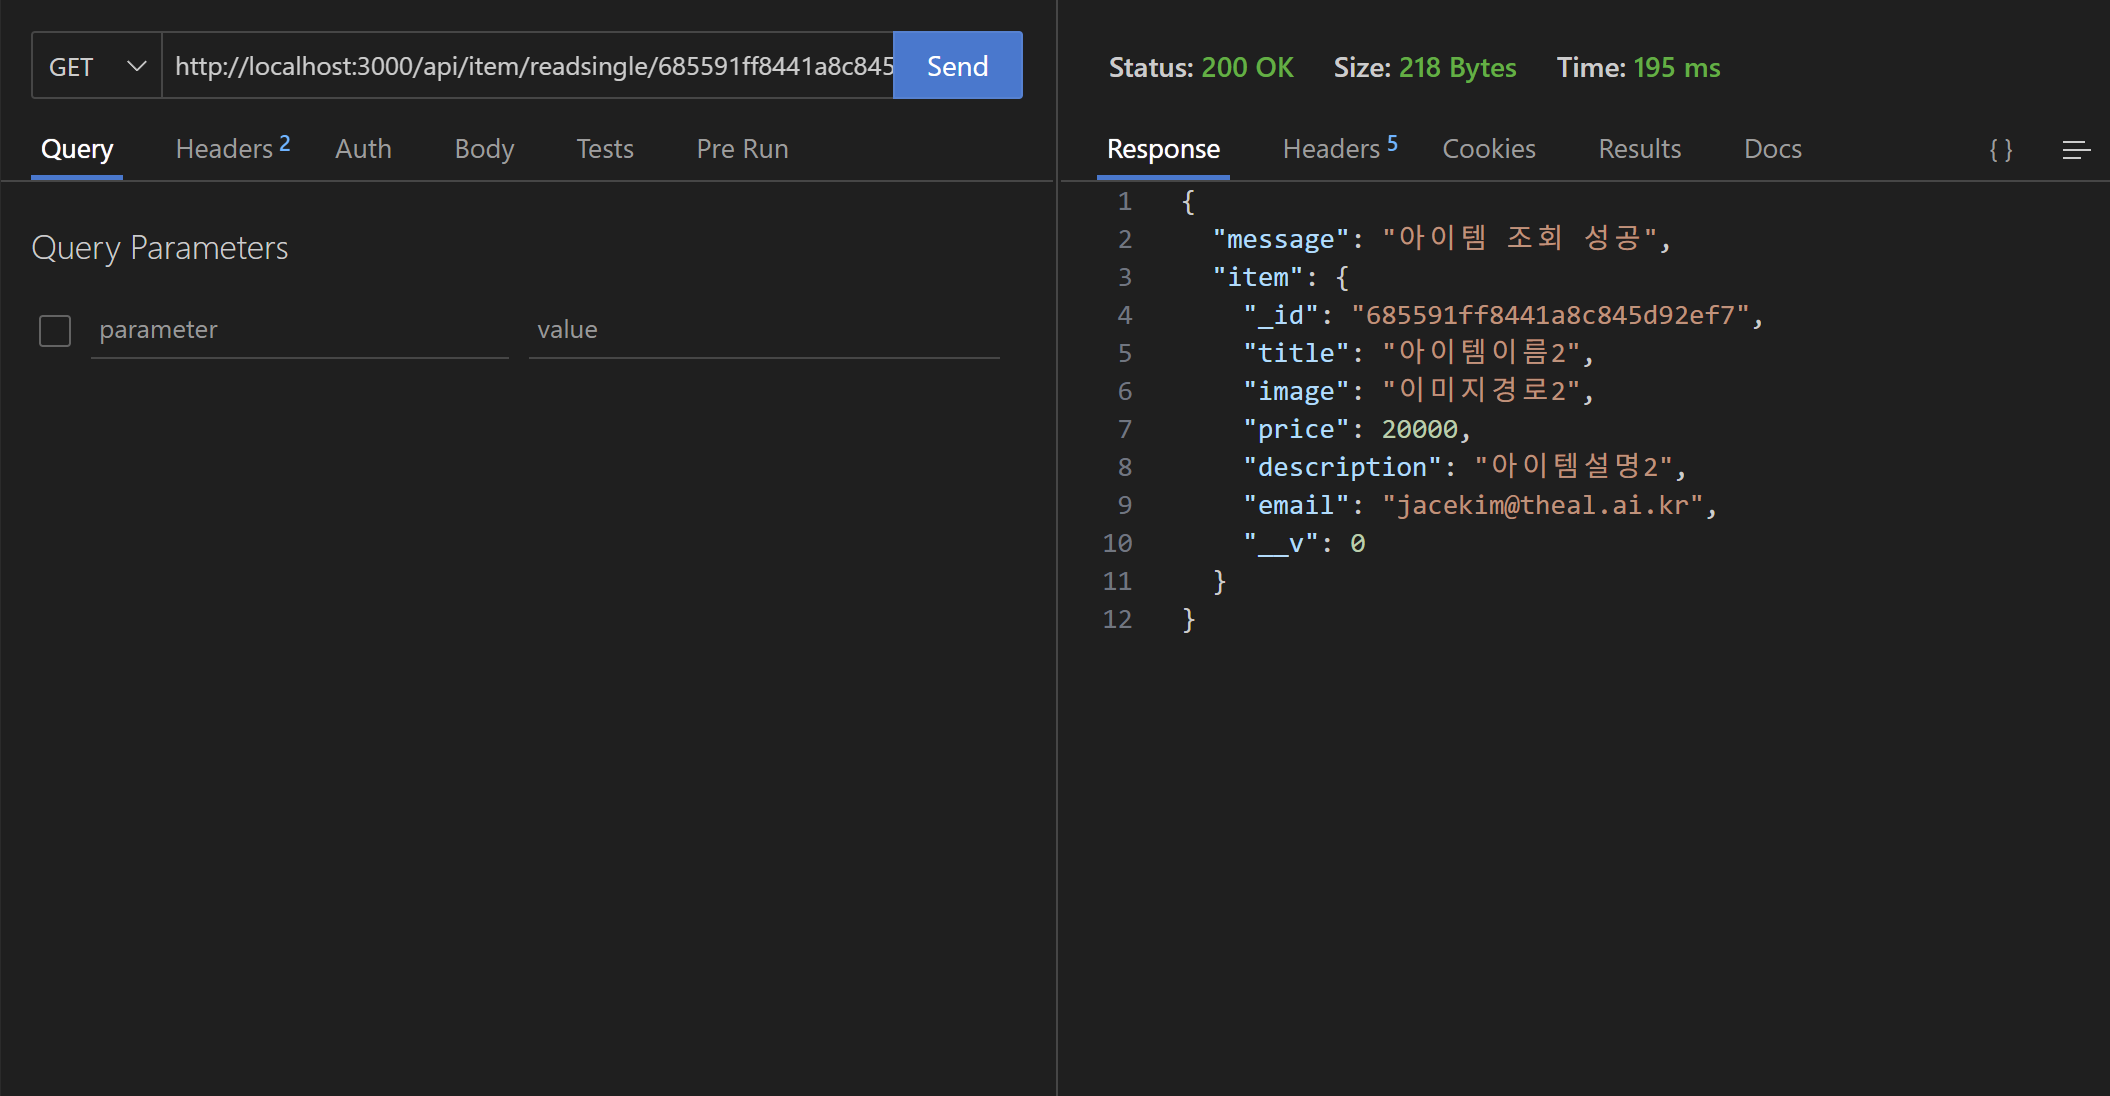 GET http://localhost:3000/api/item/readsingle/685591ff8441a8c845 Send
Query Headers 2 Auth Body Tests Pre Run
Query Parameters
parameter value
Status: 200 OK Size: 218 Bytes Time: 195 ms
Response Headers 5 Cookies Results Docs { }
1 {
2 "message": "아이템 조회 성공",
3 "item": {
4 "_id": "685591ff8441a8c845d92ef7",
5 "title": "아이템이름2",
6 "image": "이미지경로2",
7 "price": 20000,
8 "description": "아이템설명2",
9 "email": "jacekim@theal.ai.kr",
10 "__v": 0
11 }
12 }